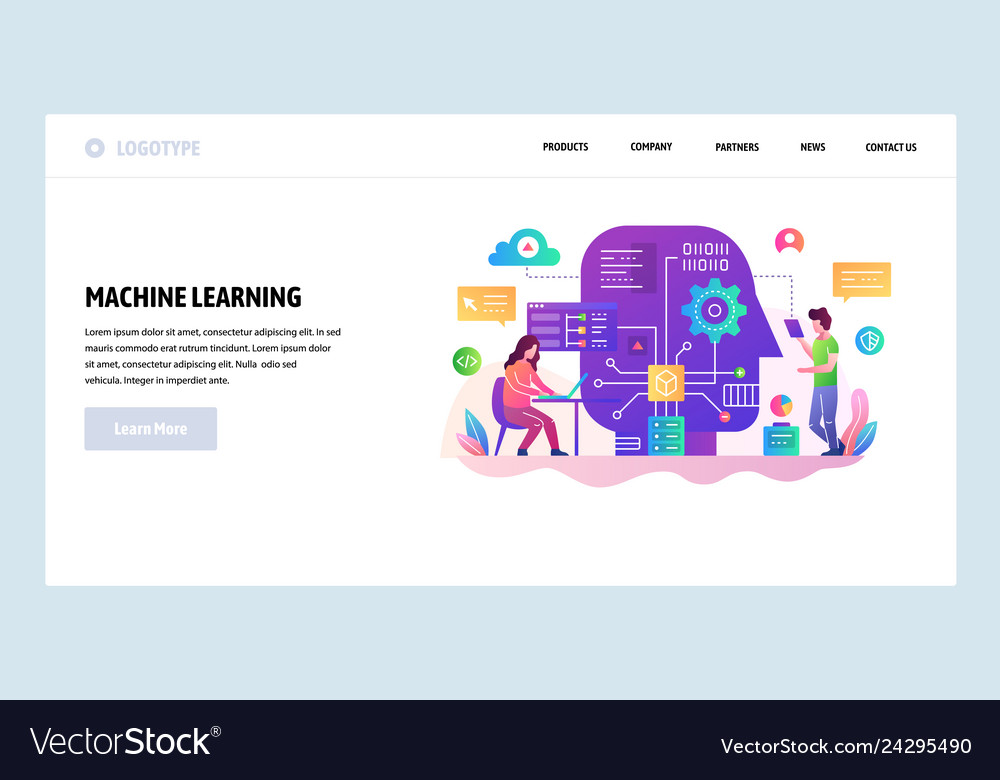 LOGOTYPE
PRODUCTS COMPANY PARTNERS NEWS CONTACT US
MACHINE LEARNING
Lorem ipsum dolor sit amet, consectetur adipiscing elit. In sed
mauris commodo erat rutrum tincidunt. Lorem ipsum dolor
sit amet, consectetur adipiscing elit. Nulla odio sed
vehicula. Integer in imperdiet ante.
Learn More
0110111
1110110
</>
VectorStock®
VectorStock.com/24295490